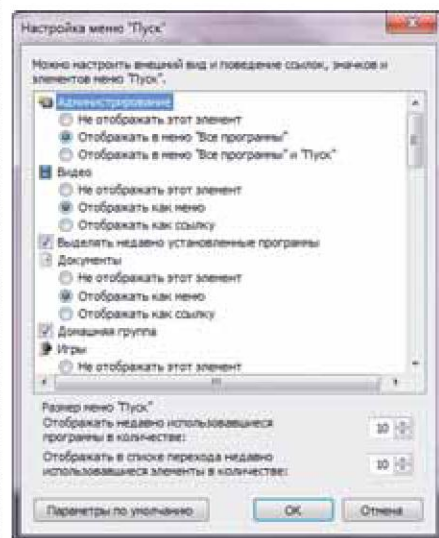 Настройка меню "Пуск"
Можно настроить внешний вид и поведение ссылок, значков и
элементов меню "Пуск".
Администрирование
Не отображать этот элемент
Отображать в меню "Все программы"
Отображать в меню "Все программы" и "Пуск"
Видео
Не отображать этот элемент
Отображать как меню
Отображать как ссылку
Выделять недавно установленные программы
Документы
Не отображать этот элемент
Отображать как меню
Отображать как ссылку
Домашняя группа
Игры
Не отображать этот элемент
Размер меню "Пуск"
Отображать недавно использовавшиеся
программы в количестве: 10
Отображать в списке перехода недавно
использовавшиеся элементы в количестве: 10
Параметры по умолчанию OK Отмена